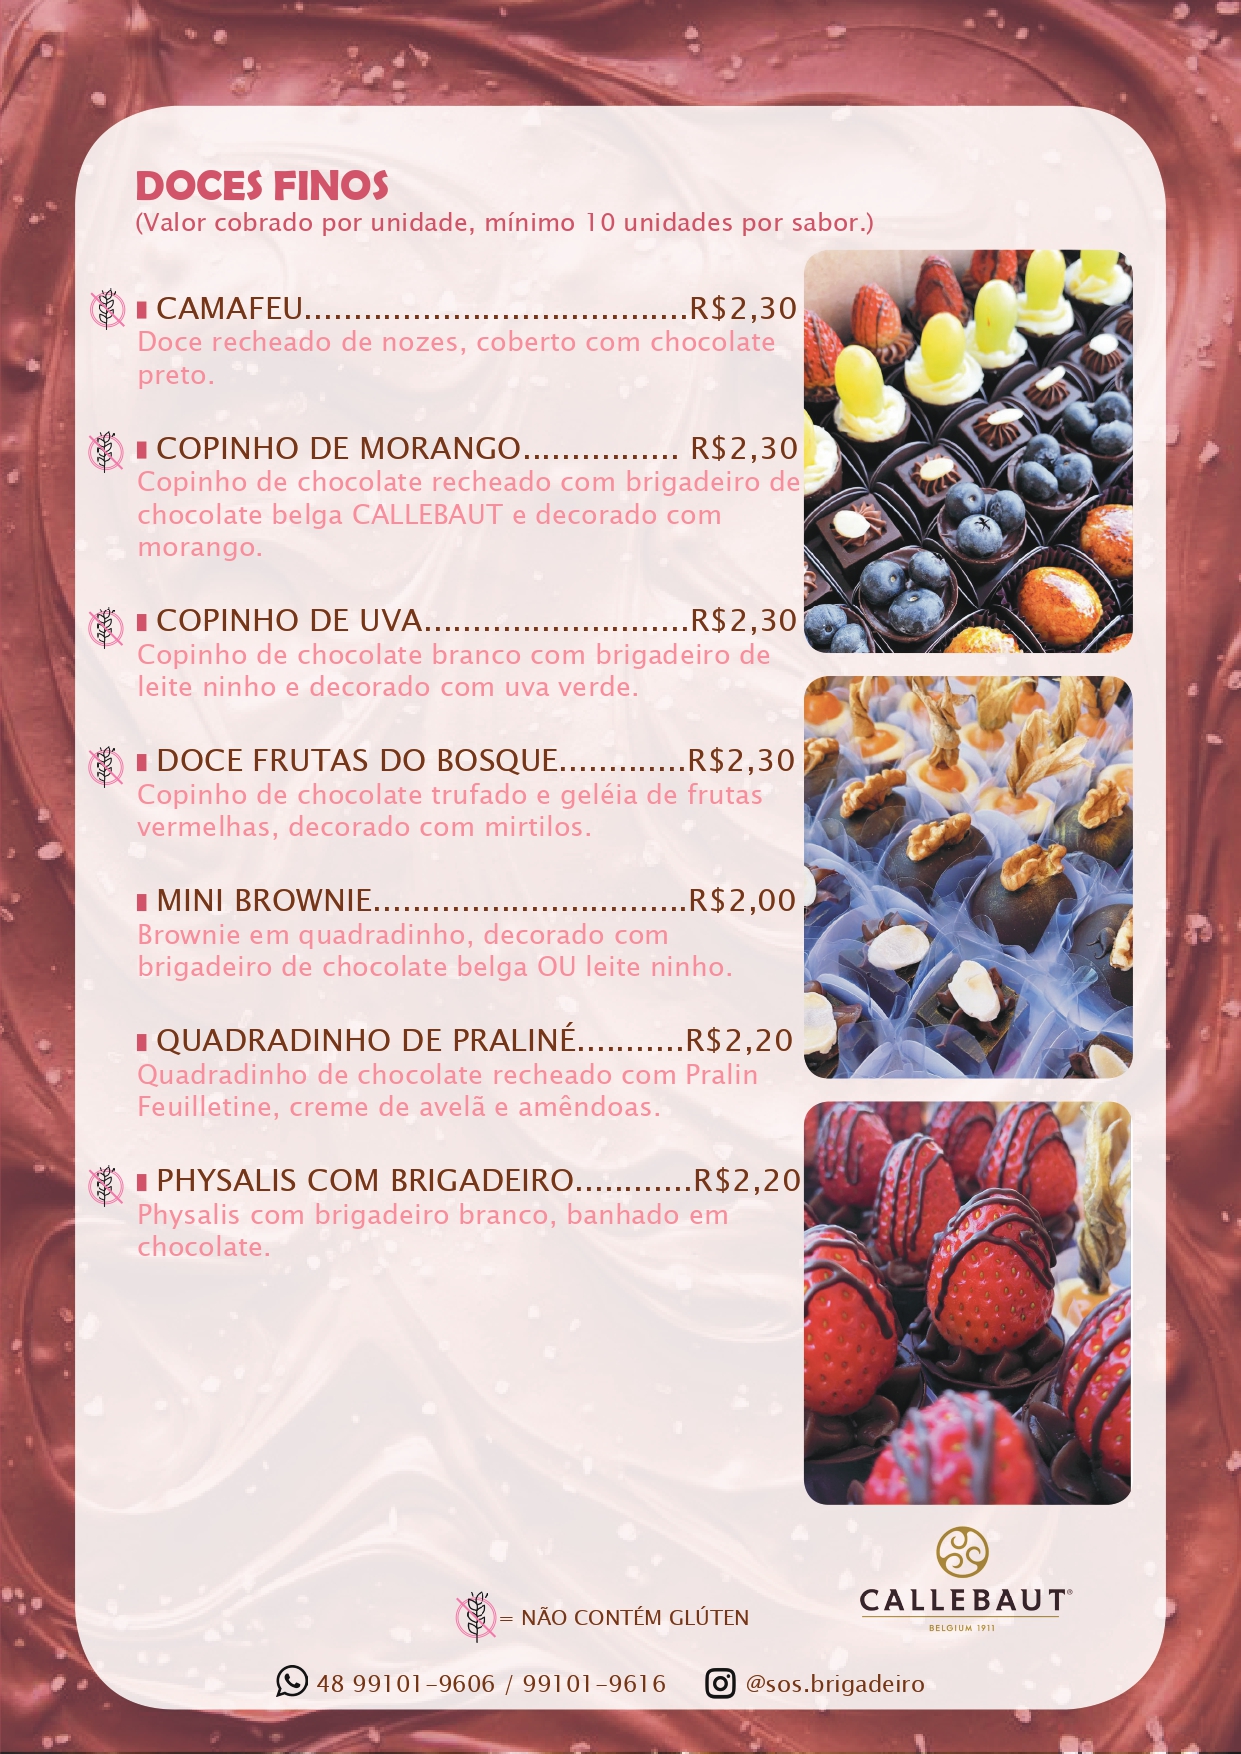 DOCES FINOS
(Valor cobrado por unidade, mínimo 10 unidades por sabor.)
CAMAFEU.......................................R$2,30
Doce recheado de nozes, coberto com chocolate
preto.
COPINHO DE MORANGO................ R$2,30
Copinho de chocolate recheado com brigadeiro de
chocolate belga CALLEBAUT e decorado com
morango.
COPINHO DE UVA...........................R$2,30
Copinho de chocolate branco com brigadeiro de
leite ninho e decorado com uva verde.
DOCE FRUTAS DO BOSQUE.............R$2,30
Copinho de chocolate trufado e geléia de frutas
vermelhas, decorado com mirtilos.
MINI BROWNIE................................R$2,00
Brownie em quadradinho, decorado com
brigadeiro de chocolate belga OU leite ninho.
QUADRADINHO DE PRALINÉ...........R$2,20
Quadradinho de chocolate recheado com Pralin
Feuilletine, creme de avelã e amêndoas.
PHYSALIS COM BRIGADEIRO............R$2,20
Physalis com brigadeiro branco, banhado em
chocolate.
CALLEBAUT®
BELGIUM 1911
= NÃO CONTÉM GLÚTEN
48 99101-9606 / 99101-9616 @sos.brigadeiro